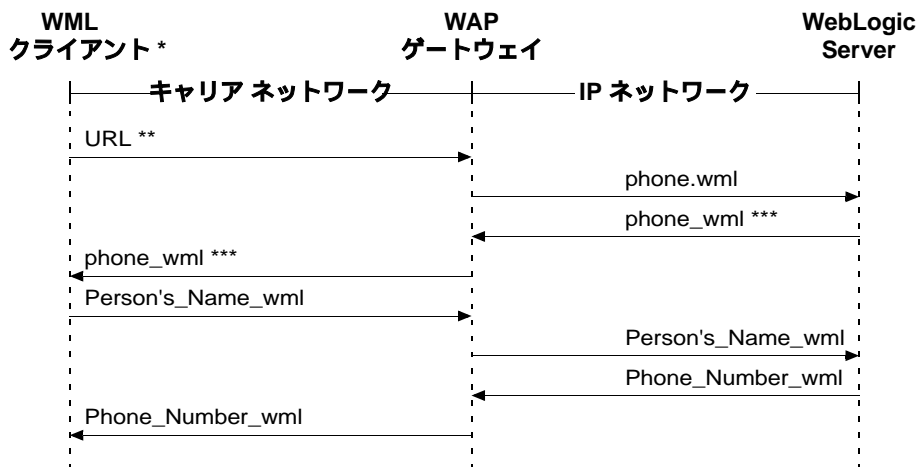 WML
クライアント *
WAP
ゲートウェイ
WebLogic
Server
キャリア ネットワーク
IP ネットワーク
URL **
phone.wml
phone_wml ***
phone_wml ***
Person's_Name_wml
Person's_Name_wml
Phone_Number_wml
Phone_Number_wml